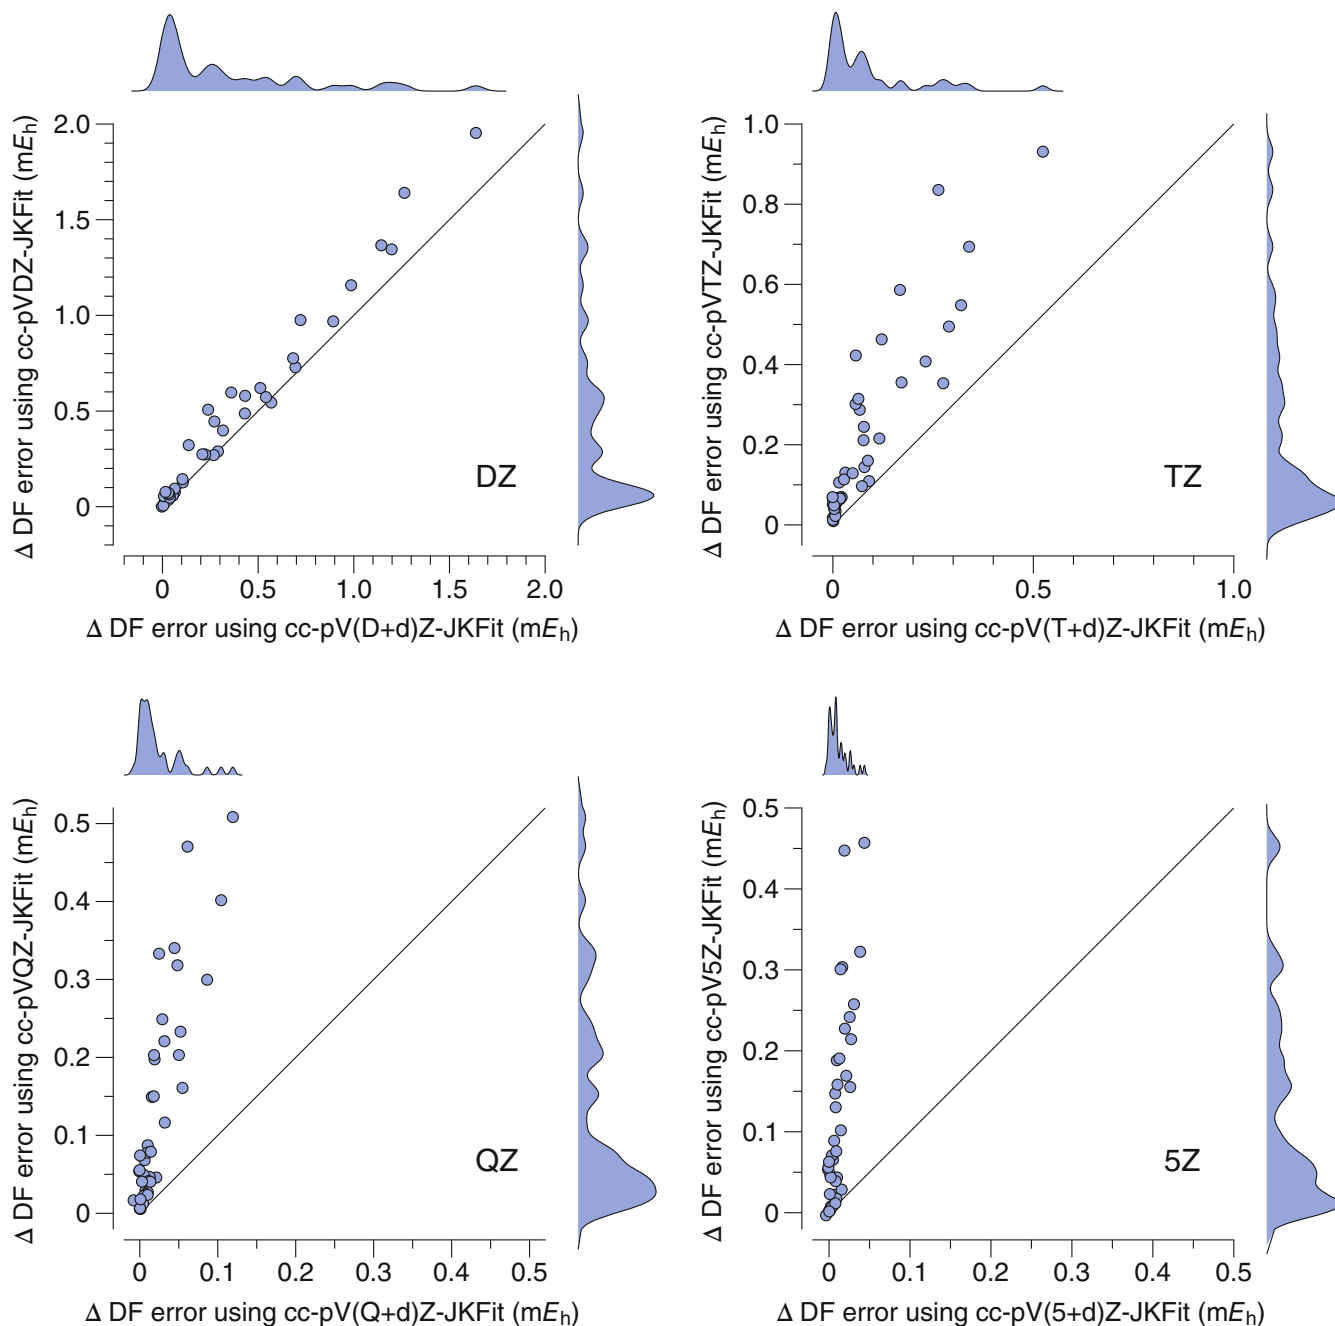 Δ DF error using cc-pVDZ-JKFit (mEh)
2.0
1.5
1.0
0.5
0
DZ
0 0.5 1.0 1.5 2.0
Δ DF error using cc-pV(D+d)Z-JKFit (mEh)
Δ DF error using cc-pVTZ-JKFit (mEh)
1.0
0.8
0.6
0.4
0.2
0
TZ
0 0.5 1.0
Δ DF error using cc-pV(T+d)Z-JKFit (mEh)
Δ DF error using cc-pVQZ-JKFit (mEh)
0.5
0.4
0.3
0.2
0.1
0
QZ
0 0.1 0.2 0.3 0.4 0.5
Δ DF error using cc-pV(Q+d)Z-JKFit (mEh)
Δ DF error using cc-pV5Z-JKFit (mEh)
0.5
0.4
0.3
0.2
0.1
0
5Z
0 0.1 0.2 0.3 0.4 0.5
Δ DF error using cc-pV(5+d)Z-JKFit (mEh)